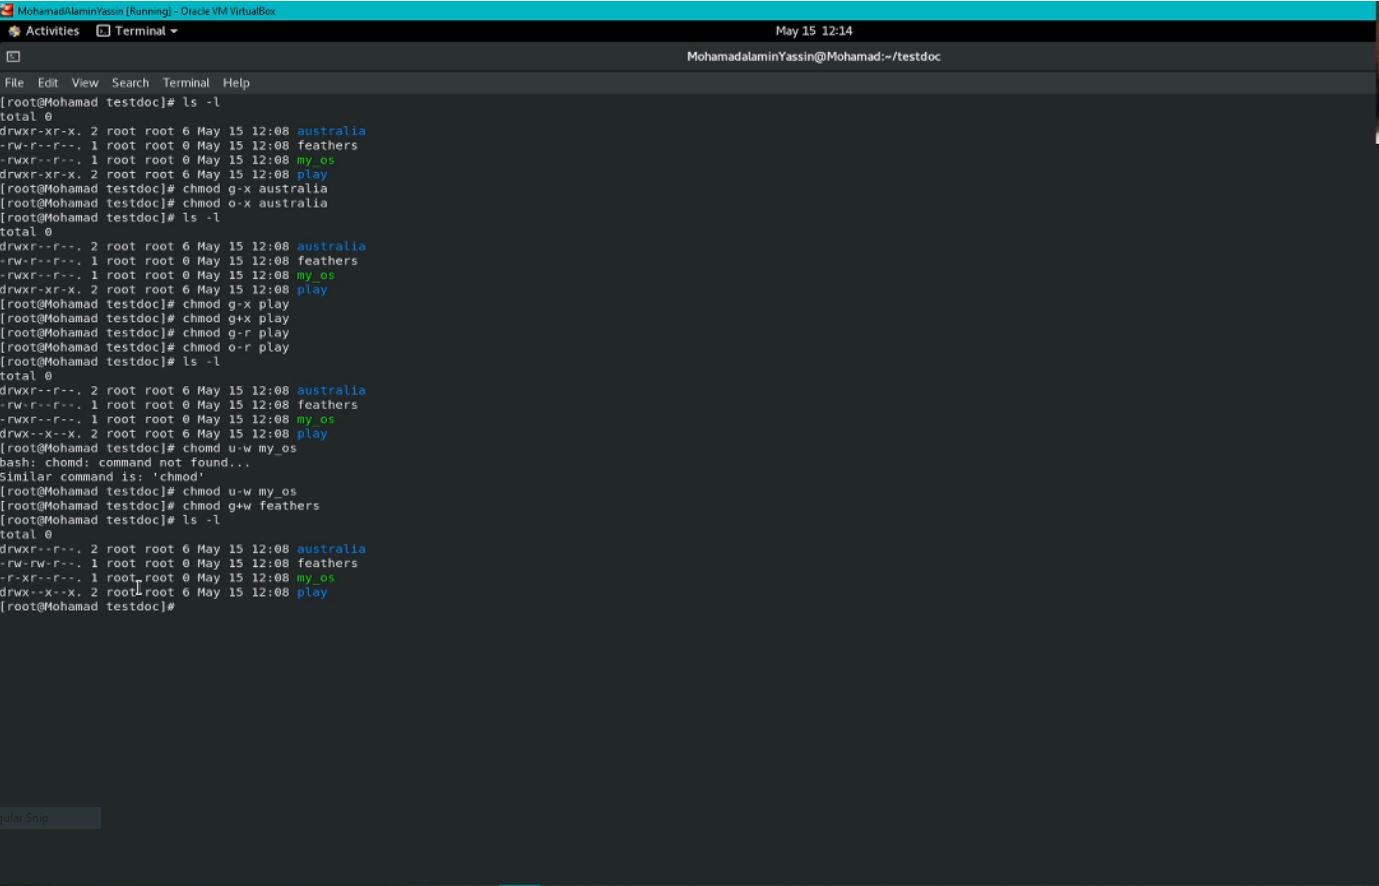 MohamadAlaminYassin [Running] - Oracle VM VirtualBox
Activities Terminal May 15 12:14
MohamadalaminYassin@Mohamad:~/testdoc
File Edit View Search Terminal Help
[root@Mohamad testdoc]# ls -l
total 0
drwxr-xr-x. 2 root root 6 May 15 12:08 australia
-rw-r--r--. 1 root root 0 May 15 12:08 feathers
-rwxr--r--. 1 root root 0 May 15 12:08 my_os
drwxr-xr-x. 2 root root 6 May 15 12:08 play
[root@Mohamad testdoc]# chmod g-x australia
[root@Mohamad testdoc]# chmod o-x australia
[root@Mohamad testdoc]# ls -l
total 0
drwxr--r--. 2 root root 6 May 15 12:08 australia
-rw-r--r--. 1 root root 0 May 15 12:08 feathers
-rwxr--r--. 1 root root 0 May 15 12:08 my_os
drwxr-xr-x. 2 root root 6 May 15 12:08 play
[root@Mohamad testdoc]# chmod g-x play
[root@Mohamad testdoc]# chmod g+x play
[root@Mohamad testdoc]# chmod g-r play
[root@Mohamad testdoc]# chmod o-r play
[root@Mohamad testdoc]# ls -l
total 0
drwxr--r--. 2 root root 6 May 15 12:08 australia
-rw-r--r--. 1 root root 0 May 15 12:08 feathers
-rwxr--r--. 1 root root 0 May 15 12:08 my_os
drwx--x--x. 2 root root 6 May 15 12:08 play
[root@Mohamad testdoc]# chomd u-w my_os
bash: chomd: command not found...
Similar command is: 'chmod'
[root@Mohamad testdoc]# chmod u-w my_os
[root@Mohamad testdoc]# chmod g+w feathers
[root@Mohamad testdoc]# ls -l
total 0
drwxr--r--. 2 root root 6 May 15 12:08 australia
-rw-rw-r--. 1 root root 0 May 15 12:08 feathers
-r-xr--r--. 1 root root 0 May 15 12:08 my_os
drwx--x--x. 2 root root 6 May 15 12:08 play
[root@Mohamad testdoc]#
gular Snip